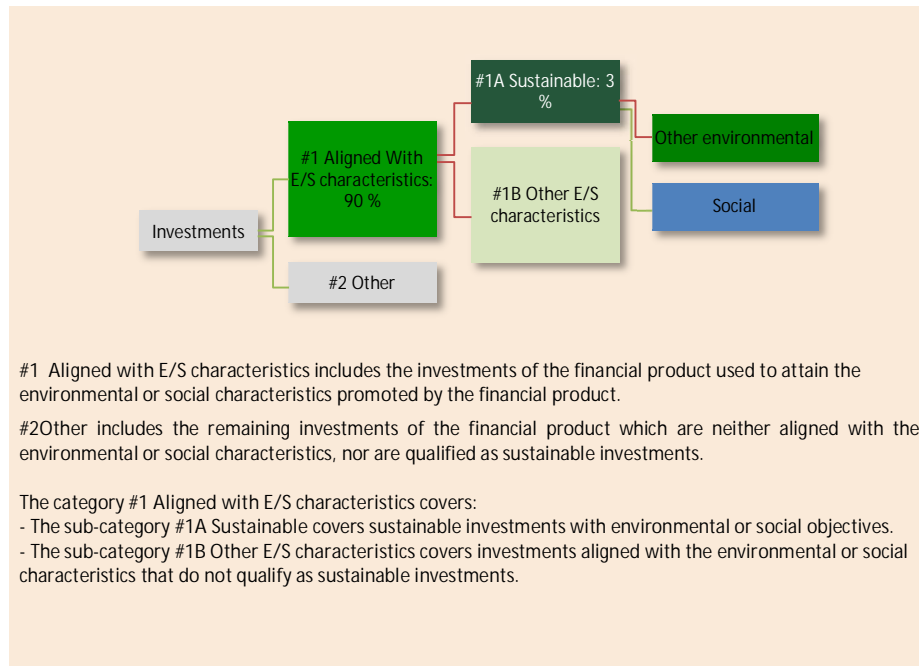 #1A Sustainable: 3
%
Other environmental
#1 Aligned With
E/S characteristics:
90 %
#1B Other E/S
characteristics
Social
Investments
#2 Other
#1 Aligned with E/S characteristics includes the investments of the financial product used to attain the
environmental or social characteristics promoted by the financial product.
#2Other includes the remaining investments of the financial product which are neither aligned with the
environmental or social characteristics, nor are qualified as sustainable investments.
The category #1 Aligned with E/S characteristics covers:
- The sub-category #1A Sustainable covers sustainable investments with environmental or social objectives.
- The sub-category #1B Other E/S characteristics covers investments aligned with the environmental or social
characteristics that do not qualify as sustainable investments.